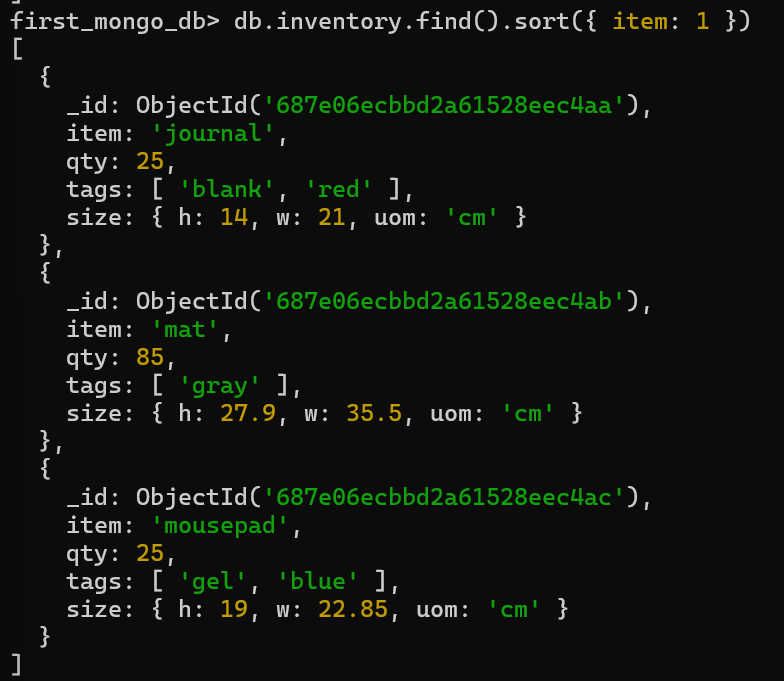 first_mongo_db> db.inventory.find().sort({ item: 1 })
[
  {
    _id: ObjectId('687e06ecbbd2a61528eec4aa'),
    item: 'journal',
    qty: 25,
    tags: [ 'blank', 'red' ],
    size: { h: 14, w: 21, uom: 'cm' }
  },
  {
    _id: ObjectId('687e06ecbbd2a61528eec4ab'),
    item: 'mat',
    qty: 85,
    tags: [ 'gray' ],
    size: { h: 27.9, w: 35.5, uom: 'cm' }
  },
  {
    _id: ObjectId('687e06ecbbd2a61528eec4ac'),
    item: 'mousepad',
    qty: 25,
    tags: [ 'gel', 'blue' ],
    size: { h: 19, w: 22.85, uom: 'cm' }
  }
]